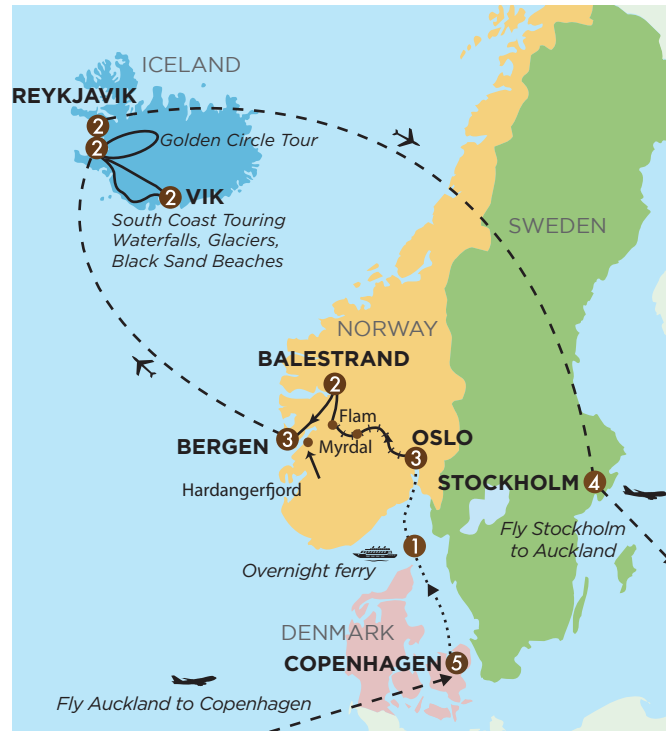 ICELAND
REYKJAVIK
2
2
Golden Circle Tour
2 VIK
South Coast Touring
Waterfalls, Glaciers,
Black Sand Beaches
SWEDEN
NORWAY
BALESTRAND
2
Flam
BERGEN 3
Myrdal
OSLO
3
Hardangerfjord
STOCKHOLM 4
Fly Stockholm
to Auckland
1
Overnight ferry
DENMARK
COPENHAGEN 5
Fly Auckland to Copenhagen